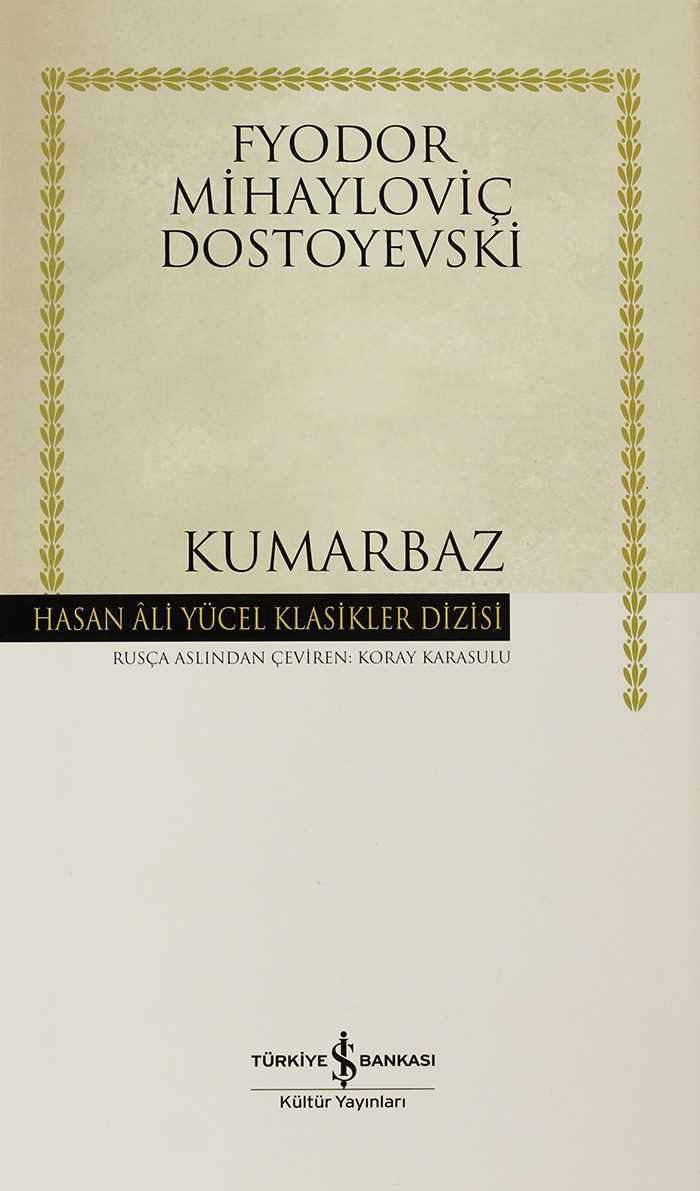 FYODOR
MİHAYLOVİÇ
DOSTOYEVSKİ
KUMARBAZ
HASAN ÂLİ YÜCEL KLASİKLER DİZİSİ
RUSÇA ASLINDAN ÇEVİREN: KORAY KARASULU
TÜRKİYE İŞ BANKASI
Kültür Yayınları